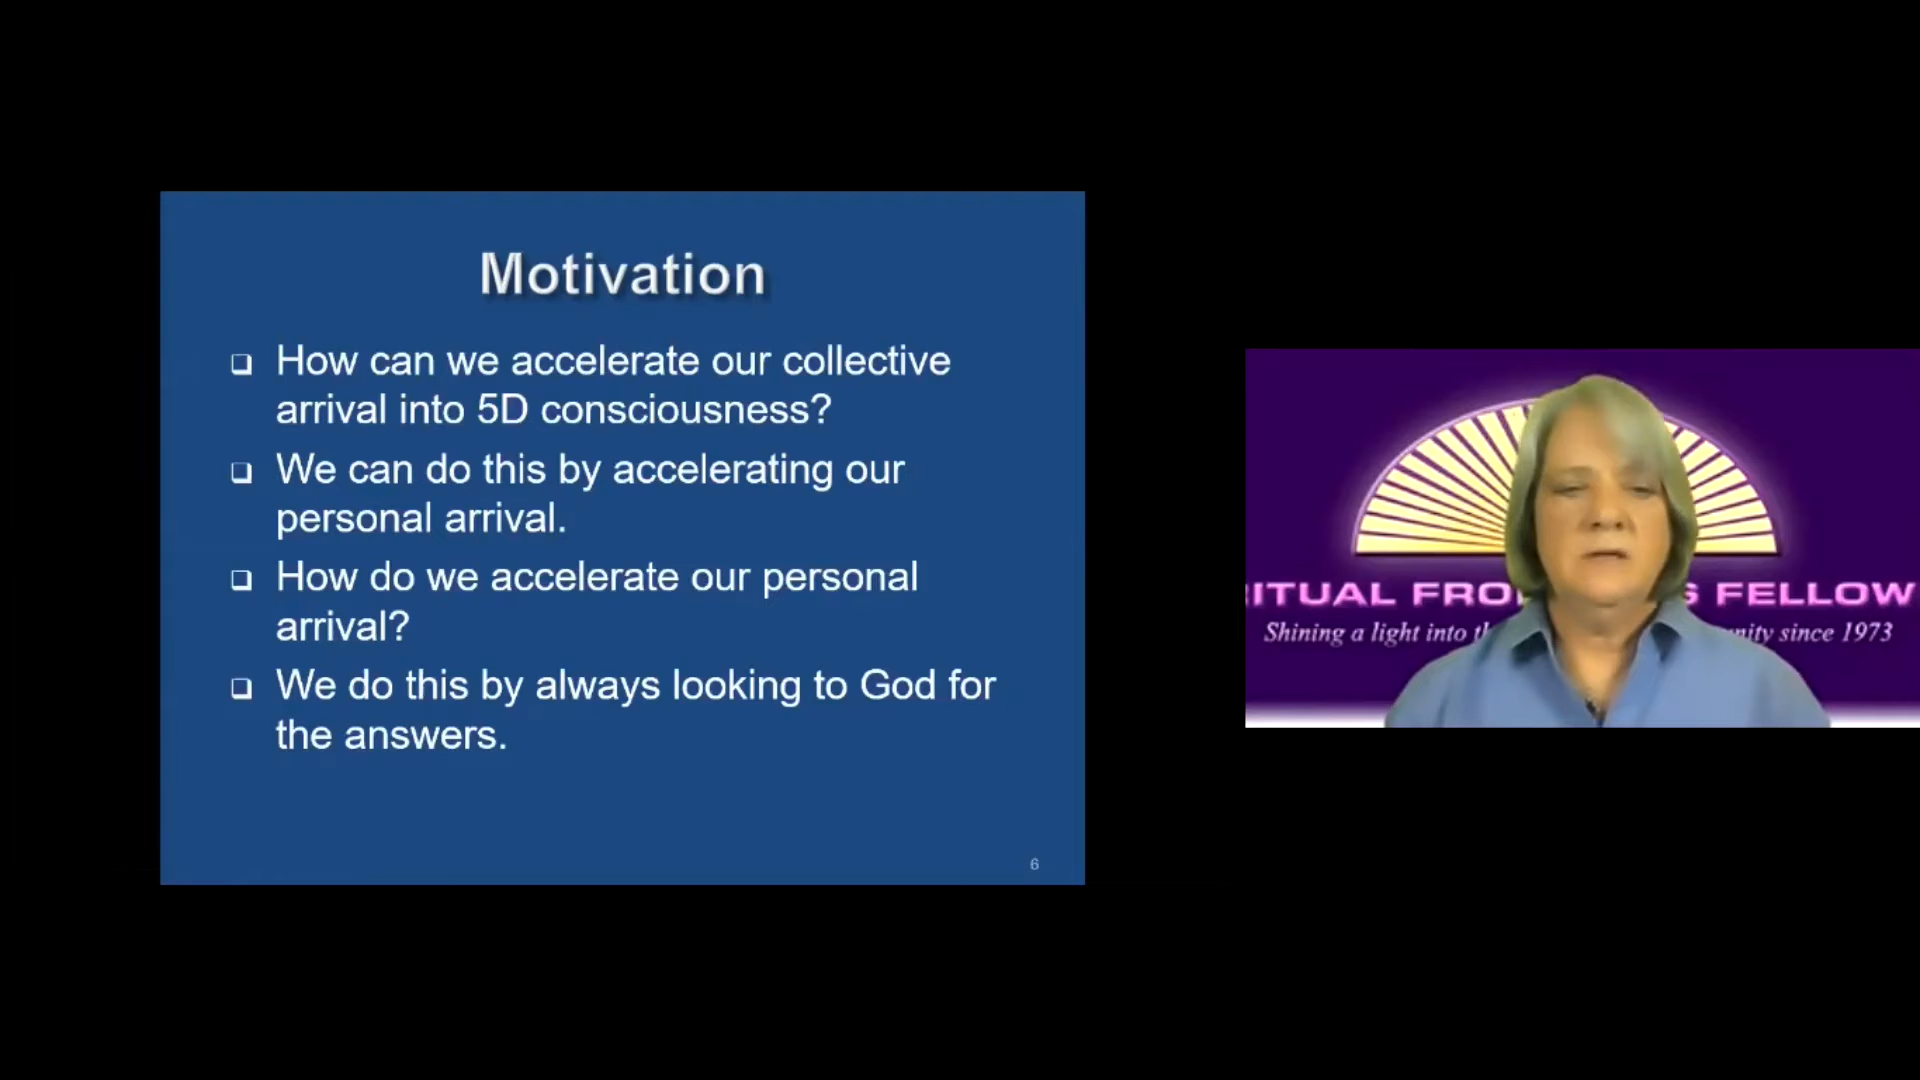 Motivation
How can we accelerate our collective
arrival into 5D consciousness?
We can do this by accelerating our
personal arrival.
How do we accelerate our personal
arrival?
We do this by always looking to God for
the answers.
6
ITUAL FRO S FELLOW
Shining a light into th nity since 1973